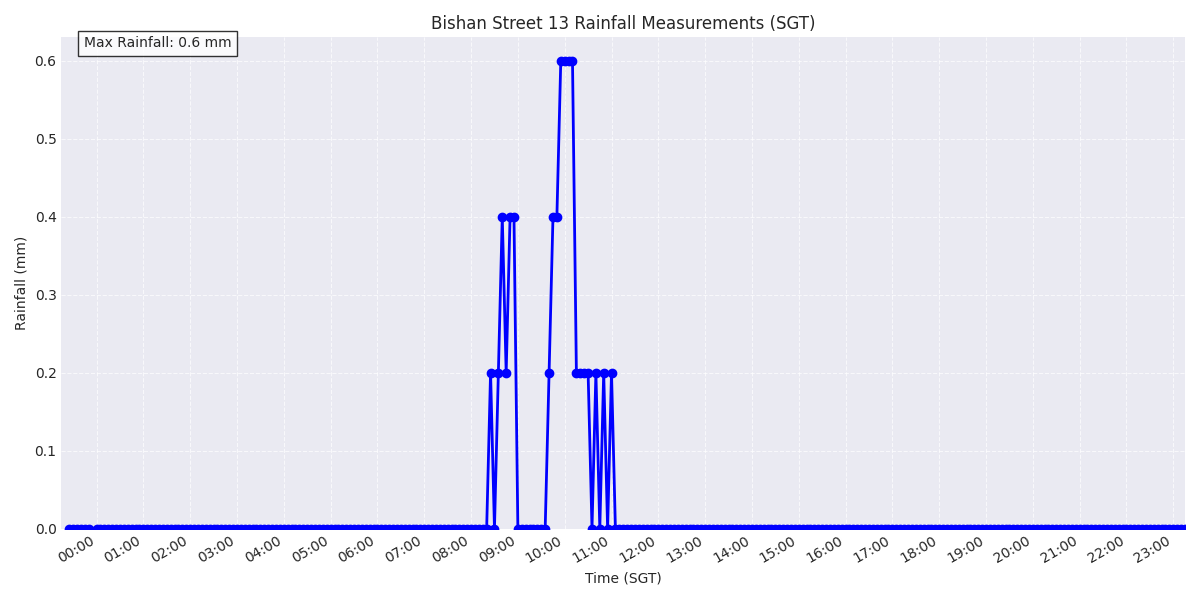 Bishan Street 13 Rainfall Measurements (SGT)
Max Rainfall: 0.6 mm
0.6
0.5
0.4
0.3
0.2
0.1
0.0
Rainfall (mm)
00:00 01:00 02:00 03:00 04:00 05:00 06:00 07:00 08:00 09:00 10:00 11:00 12:00 13:00 14:00 15:00 16:00 17:00 18:00 19:00 20:00 21:00 22:00 23:00
Time (SGT)